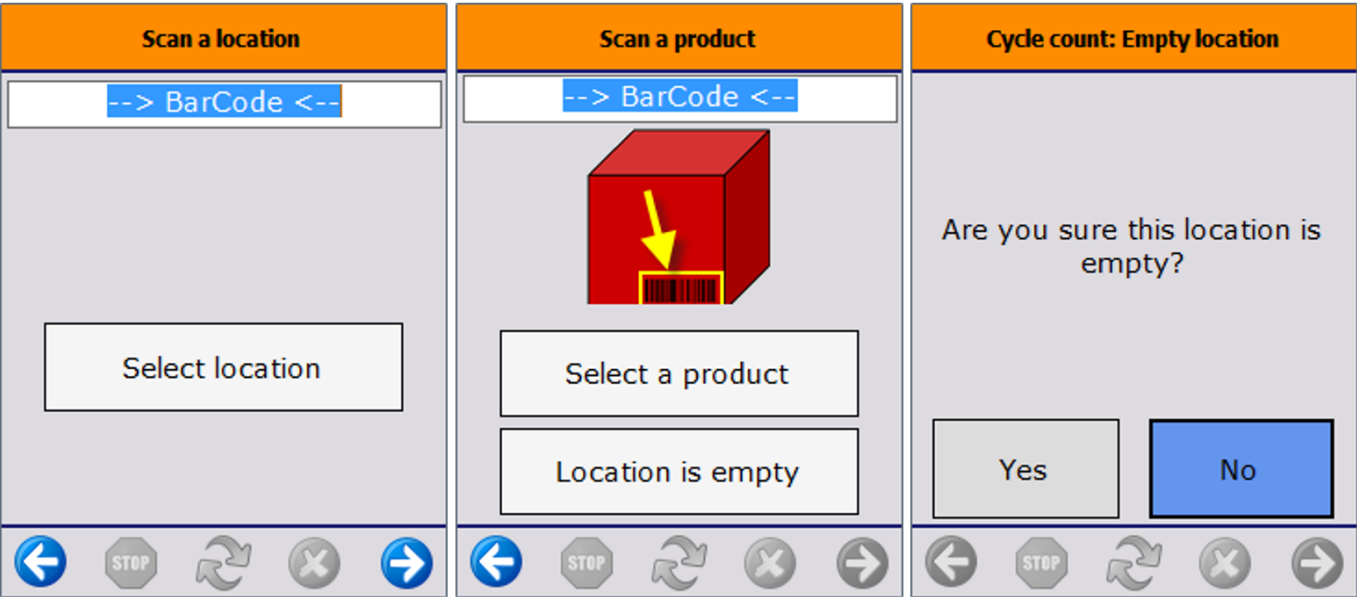 Scan a location
--> BarCode <--
Select location
STOP
Scan a product
--> BarCode <--
Select a product
Location is empty
STOP
Cycle count: Empty location
Are you sure this location is
empty?
Yes
No
STOP